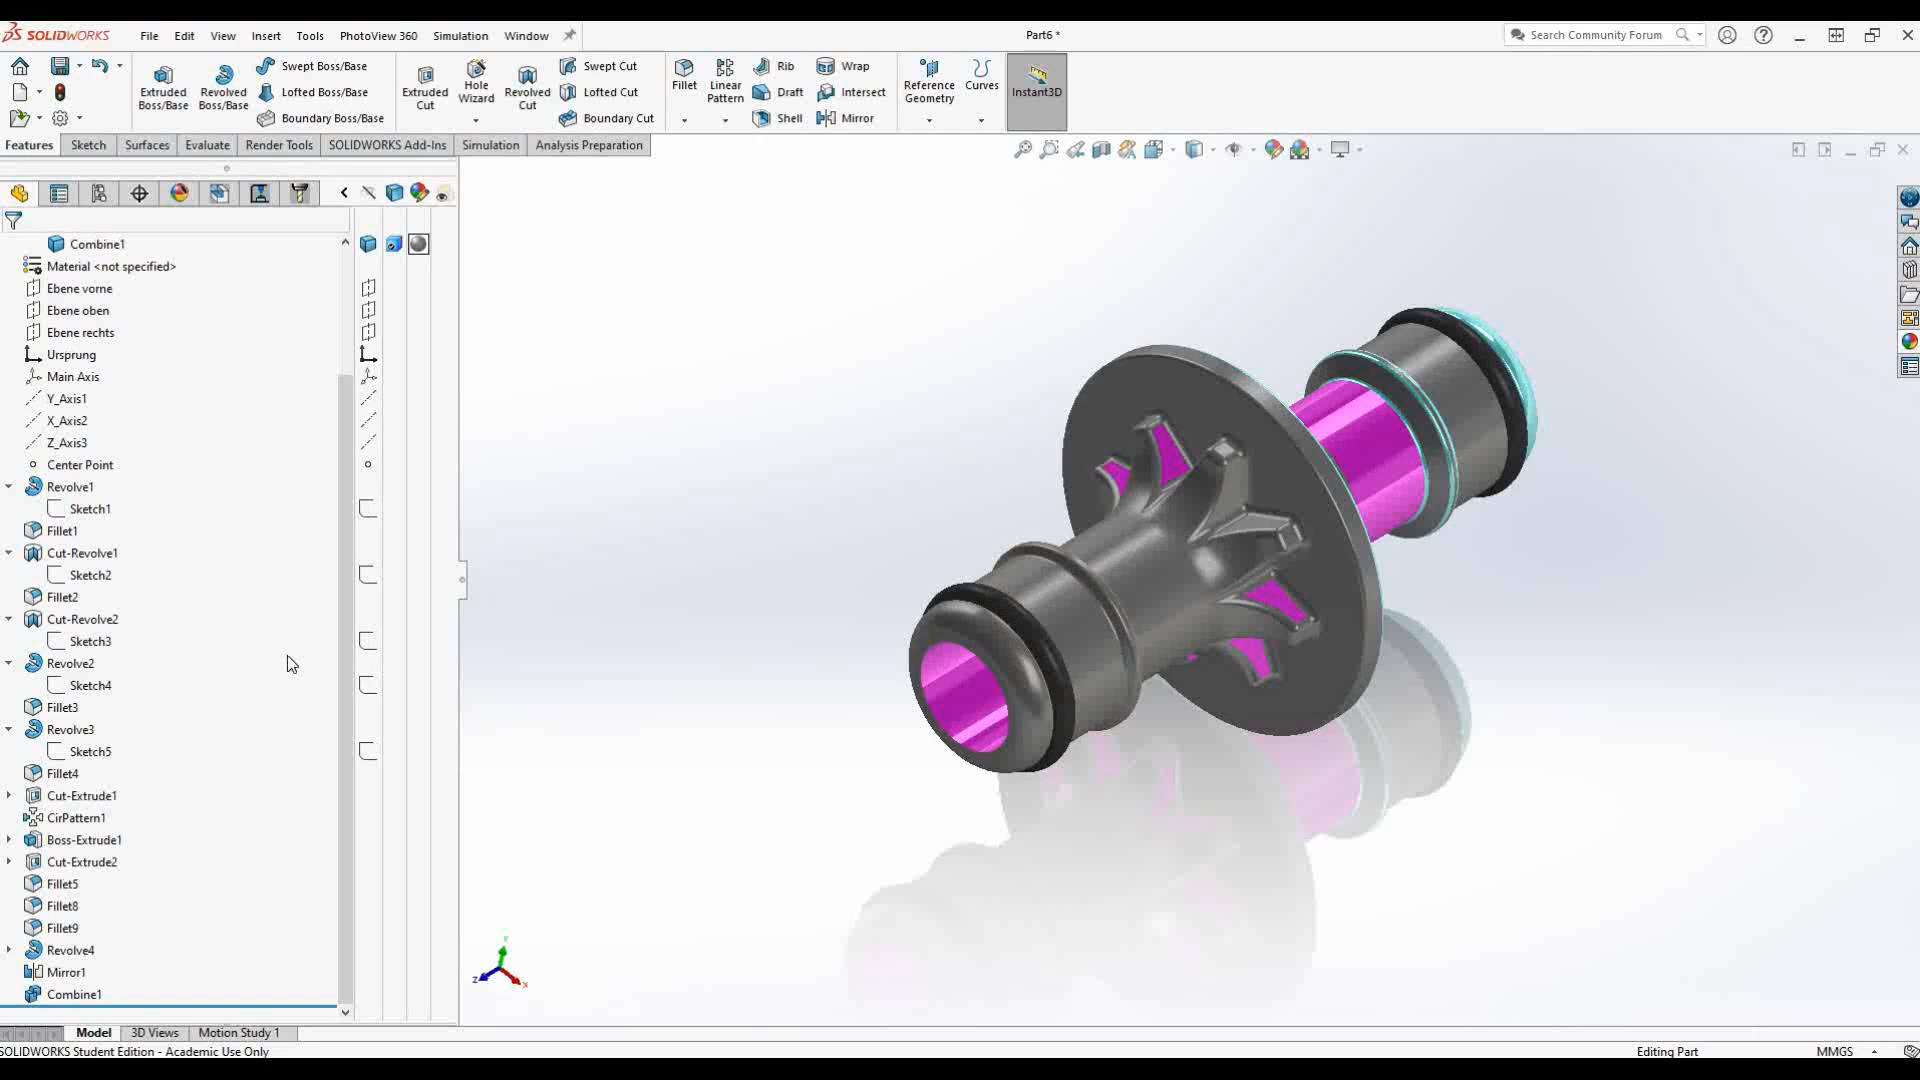 SOLIDWORKS File Edit View Insert Tools PhotoView 360 Simulation Window Part6 * Search Community Forum
Extruded Boss/Base
Revolved Boss/Base
Swept Boss/Base
Lofted Boss/Base
Boundary Boss/Base
Extruded Cut
Hole Wizard
Revolved Cut
Swept Cut
Lofted Cut
Boundary Cut
Fillet
Linear Pattern
Rib
Draft
Shell
Wrap
Intersect
Mirror
Reference Geometry
Curves
Instant3D
Features Sketch Surfaces Evaluate Render Tools SOLIDWORKS Add-Ins Simulation Analysis Preparation
Combine1
Material <not specified>
Ebene vorne
Ebene oben
Ebene rechts
Ursprung
Main Axis
Y_Axis1
X_Axis2
Z_Axis3
Center Point
Revolve1
Sketch1
Fillet1
Cut-Revolve1
Sketch2
Fillet2
Cut-Revolve2
Sketch3
Revolve2
Sketch4
Fillet3
Revolve3
Sketch5
Fillet4
Cut-Extrude1
CirPattern1
Boss-Extrude1
Cut-Extrude2
Fillet5
Fillet8
Fillet9
Revolve4
Mirror1
Combine1
Y
Z
X
Model 3D Views Motion Study 1
SOLIDWORKS Student Edition - Academic Use Only Editing Part MMGS